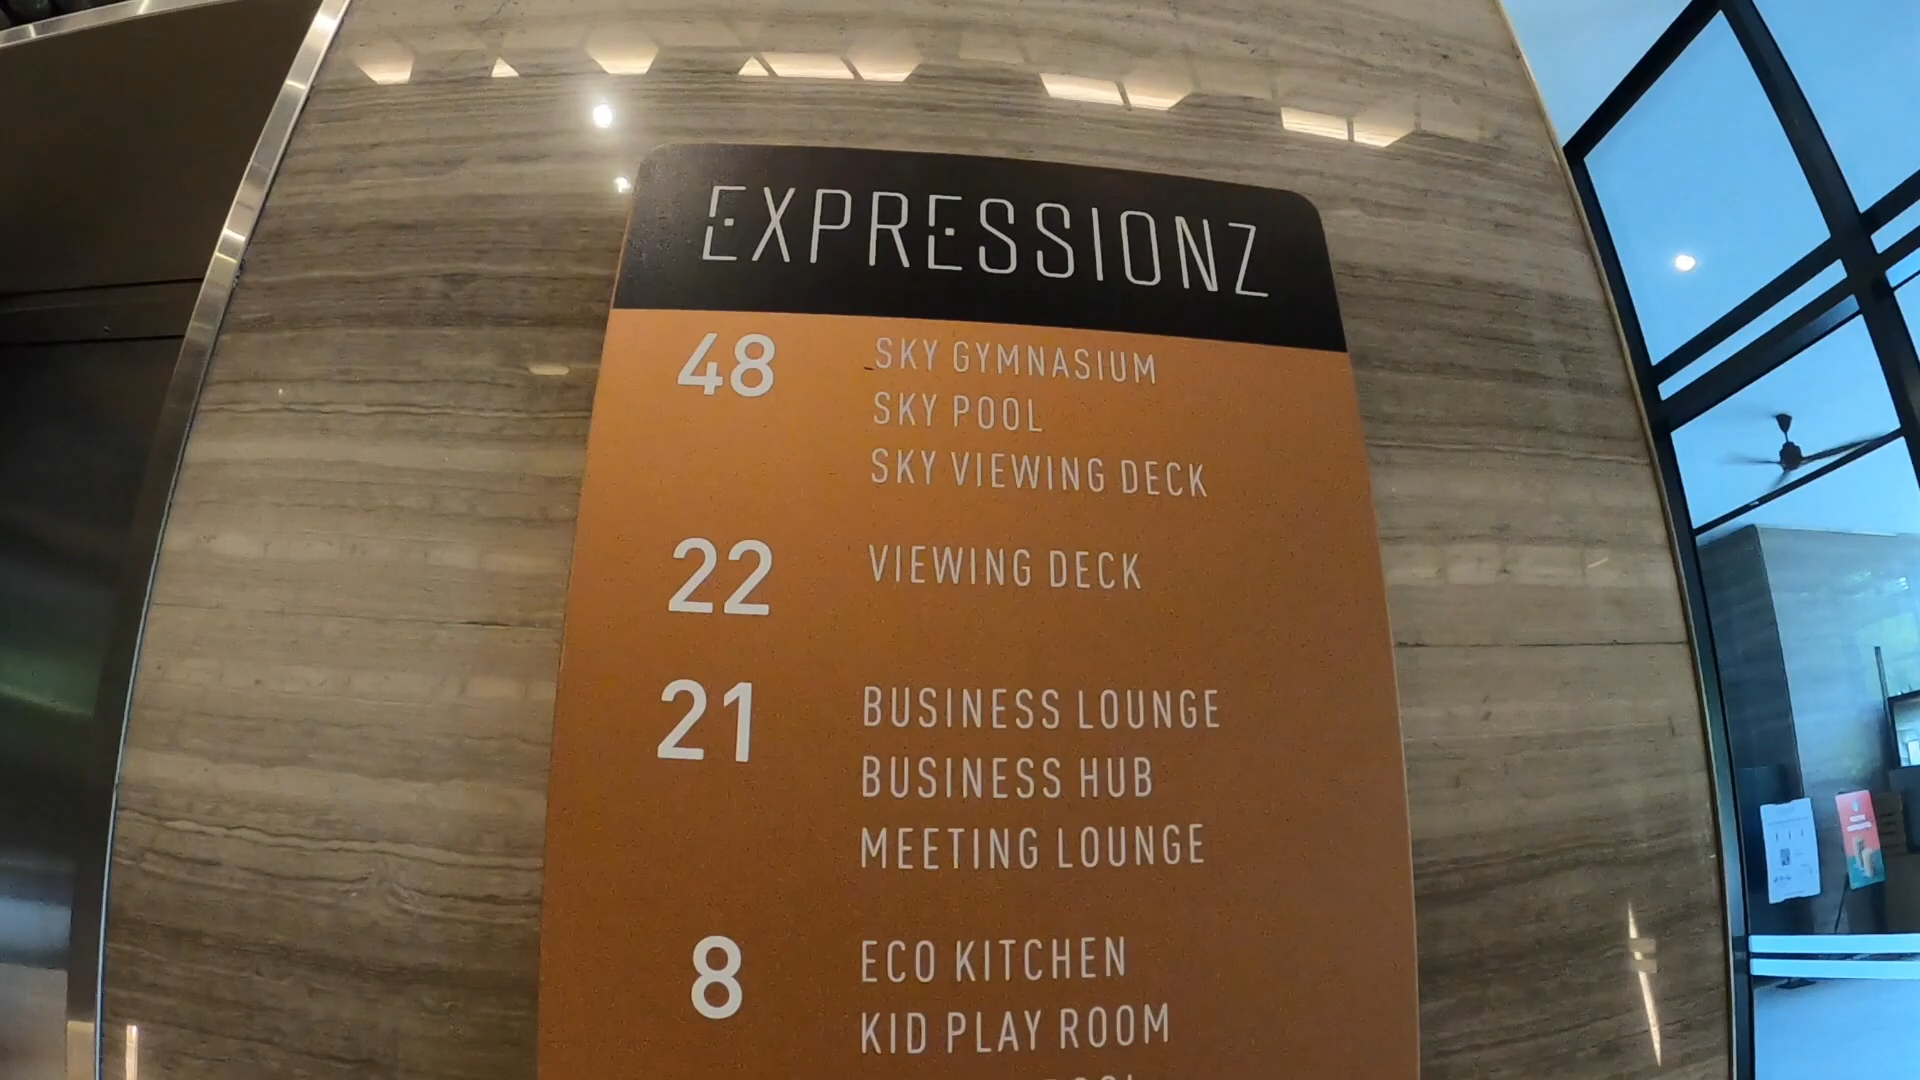 EXPRESSIONZ
48 SKY GYMNASIUM
SKY POOL
SKY VIEWING DECK
22 VIEWING DECK
21 BUSINESS LOUNGE
BUSINESS HUB
MEETING LOUNGE
8 ECO KITCHEN
KID PLAY ROOM